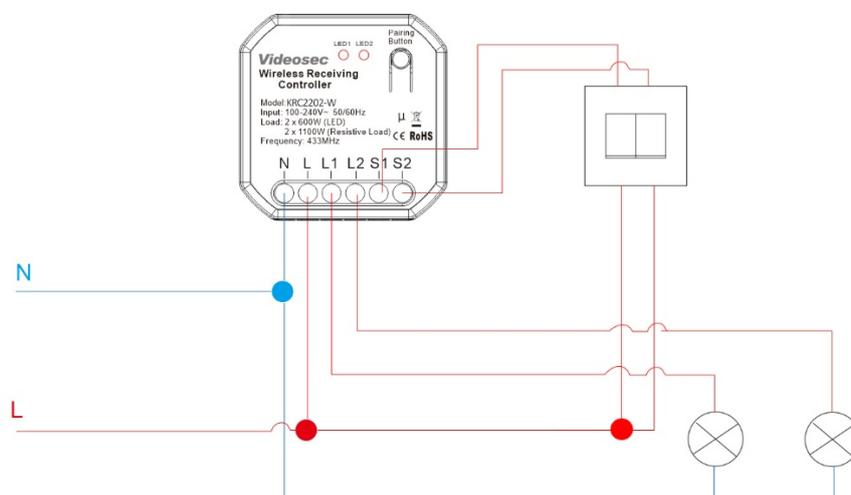 LED1 LED2
Pairing
Button
Videosec
Wireless Receiving
Controller
Model: KRC2202-W
Input: 100-240V~ 50/60Hz
Load: 2 x 600W (LED)
2 x 1100W (Resistive Load)
Frequency: 433MHz
μ
CE RoHS
N L L1 L2 S1 S2
N
L